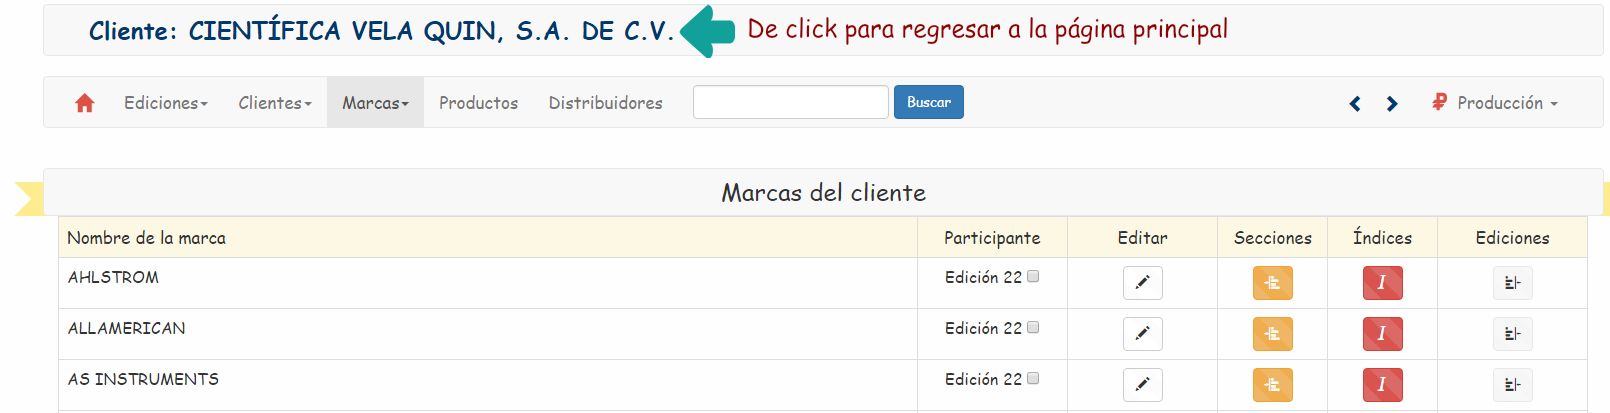 Cliente: CIENTÍFICA VELA QUIN, S.A. DE C.V. De click para regresar a la página principal
Ediciones Clientes Marcas Productos Distribuidores Buscar Producción
Marcas del cliente
Nombre de la marca Participante Editar Secciones Índices Ediciones
AHLSTROM Edición 22 I
ALLAMERICAN Edición 22 I
AS INSTRUMENTS Edición 22 I